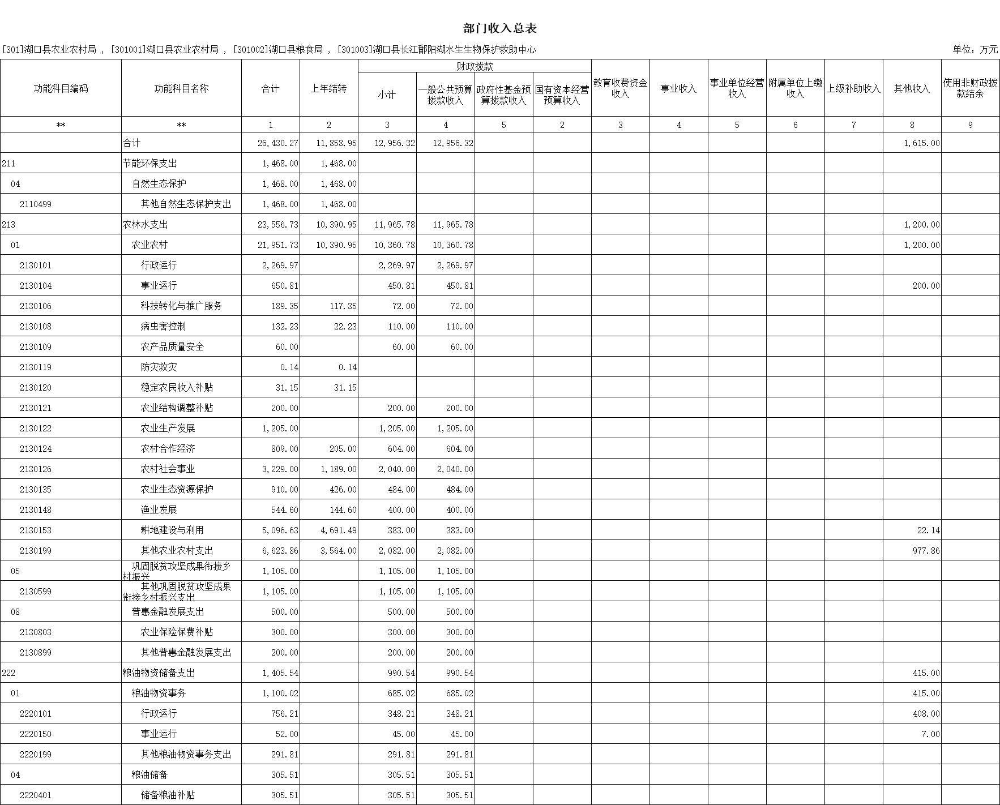 部门收入总表
[301]湖口县农业农村局 , [301001]湖口县农业农村局 , [301002]湖口县粮食局 , [301003]湖口县长江鄱阳湖水生生物保护救助中心 单位：万元
功能科目编码 功能科目名称 合计 上年结转 财政拨款 教育收费资金收入 事业收入 事业单位经营收入 附属单位上缴收入 上级补助收入 其他收入 使用非财政拨款结余
小计 一般公共预算拨款收入 政府性基金预算拨款收入 国有资本经营预算收入
** ** 1 2 3 4 5 2 3 4 5 6 7 8 9
合计 26,430.27 11,858.95 12,956.32 12,956.32 1,615.00
211 节能环保支出 1,468.00 1,468.00
04 自然生态保护 1,468.00 1,468.00
2110499 其他自然生态保护支出 1,468.00 1,468.00
213 农林水支出 23,556.73 10,390.95 11,965.78 11,965.78 1,200.00
01 农业农村 21,951.73 10,390.95 10,360.78 10,360.78 1,200.00
2130101 行政运行 2,269.97 2,269.97 2,269.97
2130104 事业运行 650.81 450.81 450.81 200.00
2130106 科技转化与推广服务 189.35 117.35 72.00 72.00
2130108 病虫害控制 132.23 22.23 110.00 110.00
2130109 农产品质量安全 60.00 60.00 60.00
2130119 防灾救灾 0.14 0.14
2130120 稳定农民收入补贴 31.15 31.15
2130121 农业结构调整补贴 200.00 200.00 200.00
2130122 农业生产发展 1,205.00 1,205.00 1,205.00
2130124 农村合作经济 809.00 205.00 604.00 604.00
2130126 农村社会事业 3,229.00 1,189.00 2,040.00 2,040.00
2130135 农业生态资源保护 910.00 426.00 484.00 484.00
2130148 渔业发展 544.60 144.60 400.00 400.00
2130153 耕地建设与利用 5,096.63 4,691.49 383.00 383.00 22.14
2130199 其他农业农村支出 6,623.86 3,564.00 2,082.00 2,082.00 977.86
05 巩固脱贫攻坚成果衔接乡村振兴 1,105.00 1,105.00 1,105.00
2130599 其他巩固脱贫攻坚成果衔接乡村振兴支出 1,105.00 1,105.00 1,105.00
08 普惠金融发展支出 500.00 500.00 500.00
2130803 农业保险保费补贴 300.00 300.00 300.00
2130899 其他普惠金融发展支出 200.00 200.00 200.00
222 粮油物资储备支出 1,405.54 990.54 990.54 415.00
01 粮油物资事务 1,100.02 685.02 685.02 415.00
2220101 行政运行 756.21 348.21 348.21 408.00
2220150 事业运行 52.00 45.00 45.00 7.00
2220199 其他粮油物资事务支出 291.81 291.81 291.81
04 粮油储备 305.51 305.51 305.51
2220401 储备粮油补贴 305.51 305.51 305.51